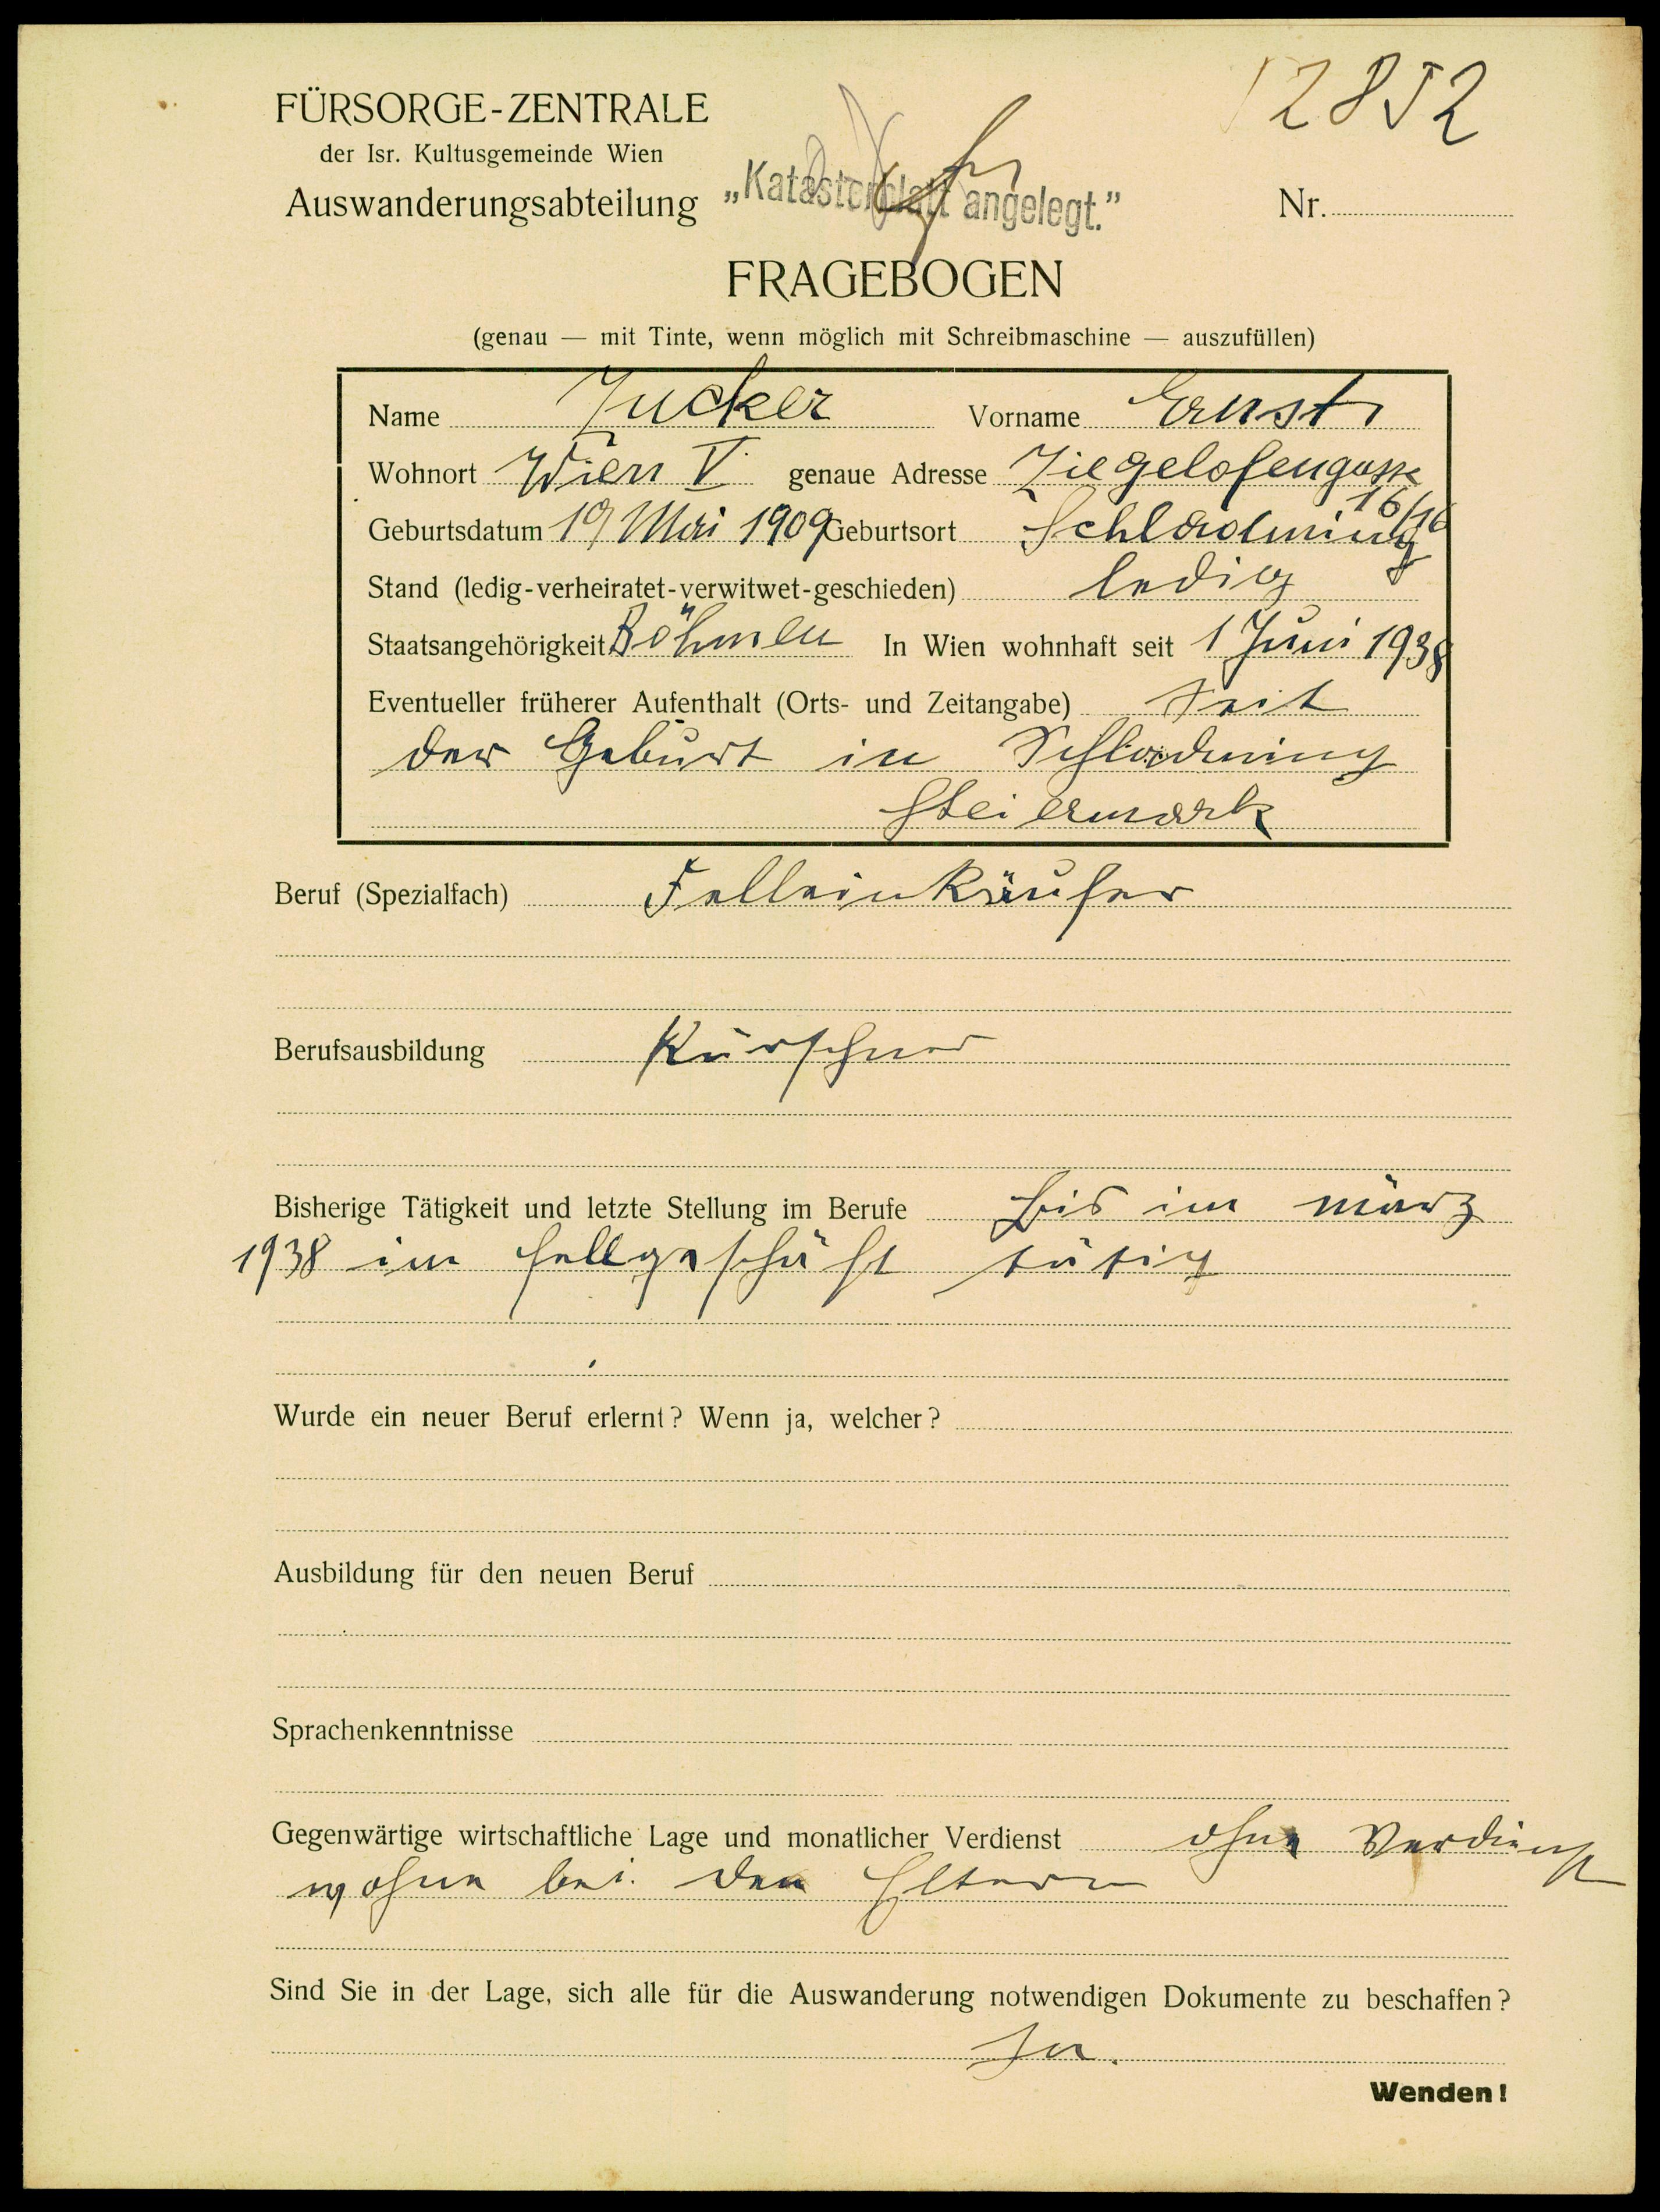 12852
FÜRSORGE-ZENTRALE
der Isr. Kultusgemeinde Wien
Auswanderungsabteilung „Katasterblatt angelegt.” Nr.
FRAGEBOGEN
(genau — mit Tinte, wenn möglich mit Schreibmaschine — auszufüllen)
Name Zucker Vorname Ernst
Wohnort Wien V. genaue Adresse Ziegelofengasse
16/16
Geburtsdatum 19 Mai 1909 Geburtsort Schladming
Stand (ledig-verheiratet-verwitwet-geschieden) ledig
Staatsangehörigkeit Böhmen In Wien wohnhaft seit 1 Juni 1938
Eventueller früherer Aufenthalt (Orts- und Zeitangabe) seit
der Geburt in Schladming
Steiermark
Beruf (Spezialfach) Felleinkäufer
Berufsausbildung Kürschner
Bisherige Tätigkeit und letzte Stellung im Berufe bis im märz
1938 im fellgeschäft tätig
Wurde ein neuer Beruf erlernt? Wenn ja, welcher?
Ausbildung für den neuen Beruf
Sprachenkenntnisse
Gegenwärtige wirtschaftliche Lage und monatlicher Verdienst ohne Verdienst
wohne bei den Eltern
Sind Sie in der Lage, sich alle für die Auswanderung notwendigen Dokumente zu beschaffen?
Ja.
Wenden!